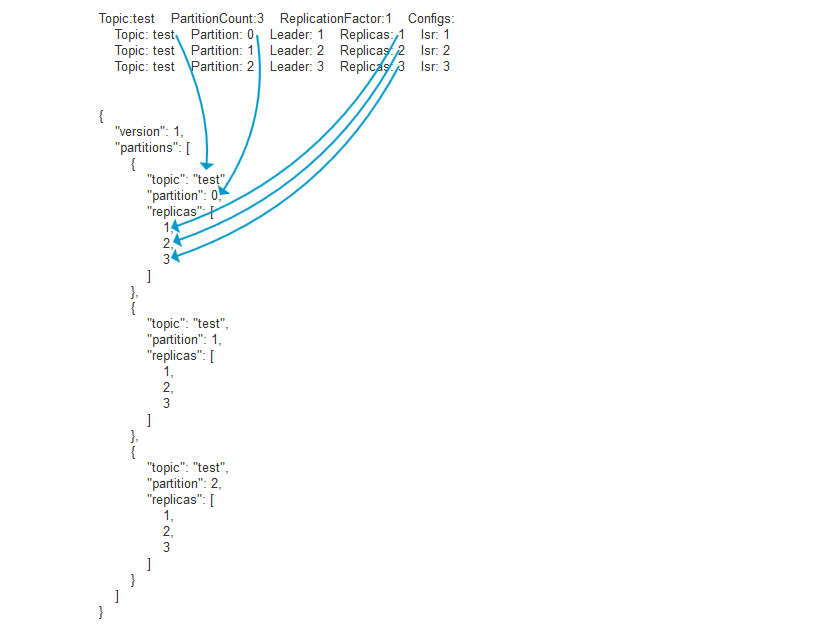 Topic:test PartitionCount:3 ReplicationFactor:1 Configs:
Topic: test Partition: 0 Leader: 1 Replicas: 1 Isr: 1
Topic: test Partition: 1 Leader: 2 Replicas: 2 Isr: 2
Topic: test Partition: 2 Leader: 3 Replicas: 3 Isr: 3
{
"version": 1,
"partitions": [
{
"topic": "test"
"partition": 0,
"replicas": [
1,
2,
3
]
},
{
"topic": "test",
"partition": 1,
"replicas": [
1,
2,
3
]
},
{
"topic": "test",
"partition": 2,
"replicas": [
1,
2,
3
]
}
]
}